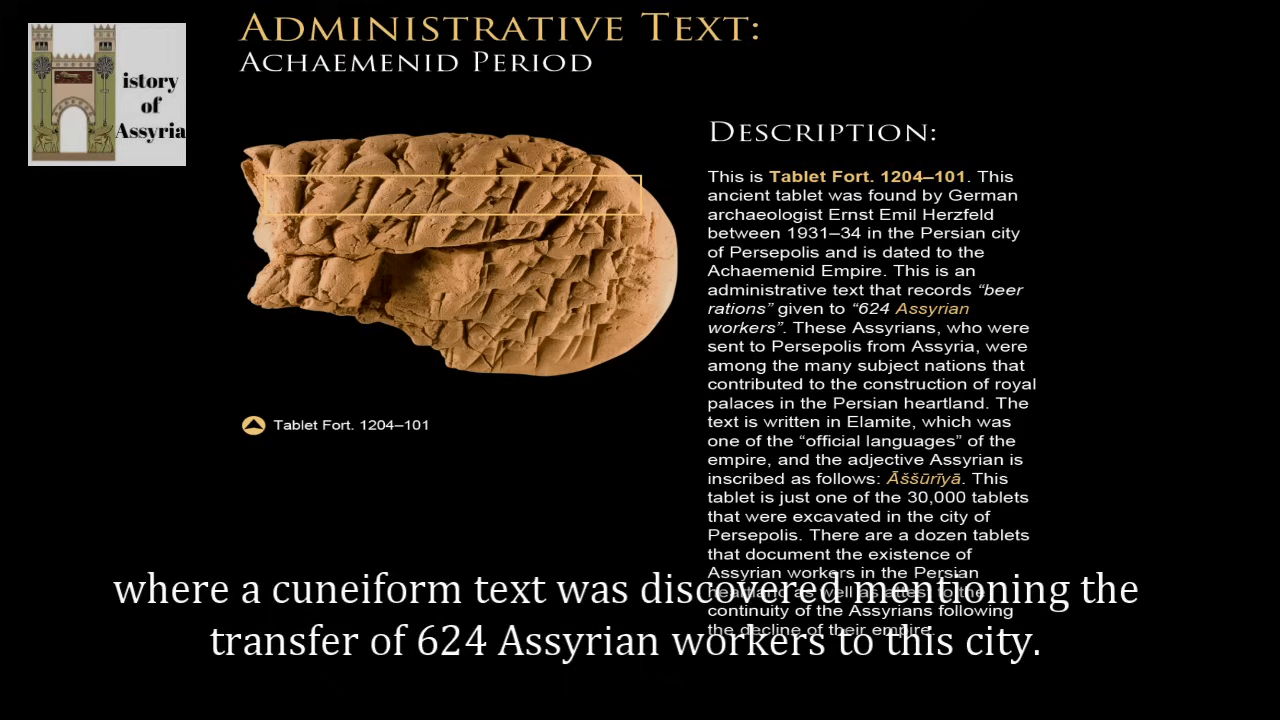 ADMINISTRATIVE TEXT:
ACHAEMENID PERIOD
istory
of
Assyria
DESCRIPTION:
This is Tablet Fort. 1204–101. This
ancient tablet was found by German
archaeologist Ernst Emil Herzfeld
between 1931–34 in the Persian city
of Persepolis and is dated to the
Achaemenid Empire. This is an
administrative text that records “beer
rations” given to “624 Assyrian
workers”. These Assyrians, who were
sent to Persepolis from Assyria, were
among the many subject nations that
contributed to the construction of royal
palaces in the Persian heartland. The
text is written in Elamite, which was
one of the “official languages” of the
empire, and the adjective Assyrian is
inscribed as follows: Āššūrīyā. This
tablet is just one of the 30,000 tablets
that were excavated in the city of
Persepolis. There are a dozen tablets
that document the existence of
Assyrian workers in the Persian
heartland as well as attest to the
continuity of the Assyrians following
the decline of their empire.
Tablet Fort. 1204–101
where a cuneiform text was discovered mentioning the
transfer of 624 Assyrian workers to this city.